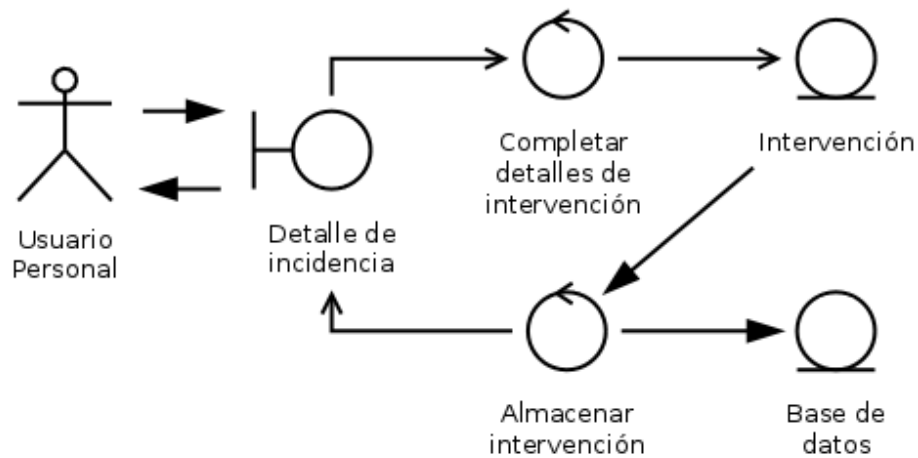 Usuario
Personal
Detalle de
incidencia
Completar
detalles de
intervención
Intervención
Almacenar
intervención
Base de
datos